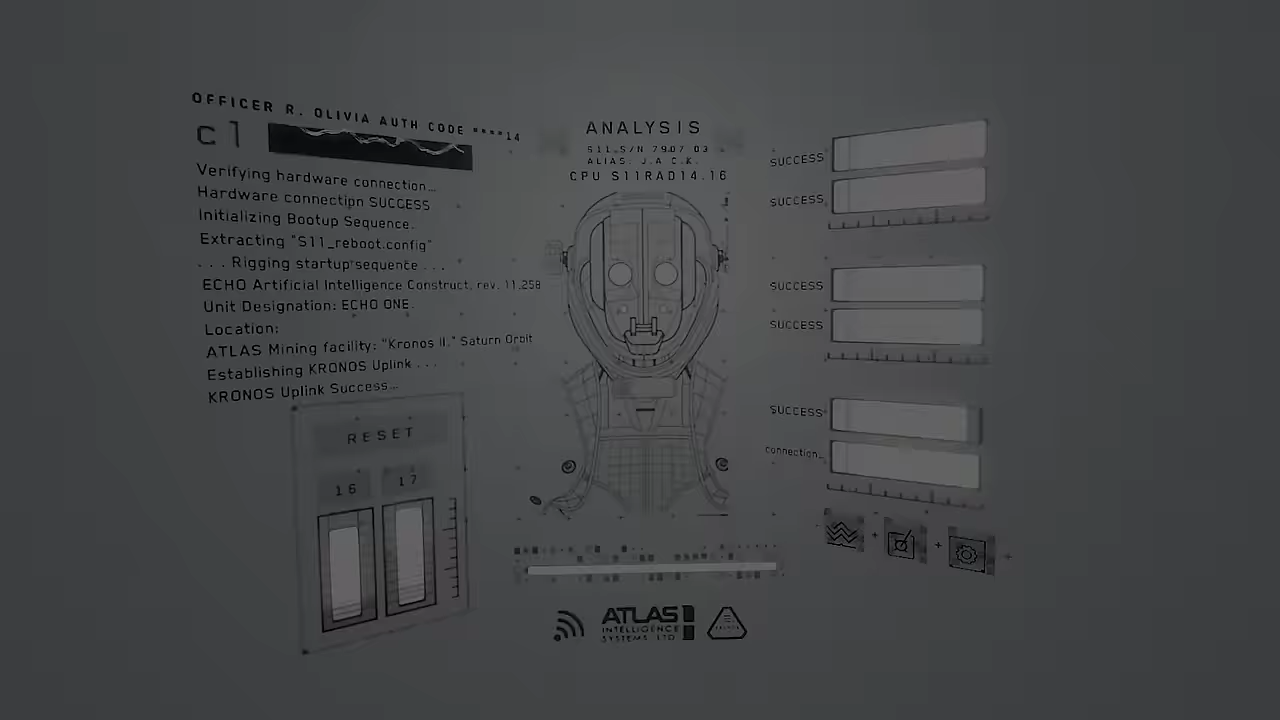 OFFICER R. OLIVIA AUTH CODE ****14
c1
Verifying hardware connection...
Hardware connection SUCCESS
Initializing Bootup Sequence.
Extracting "S11_reboot.config"
. . . Rigging startup sequence . . .
ECHO Artificial Intelligence Construct, rev. 11.258
Unit Designation: ECHO ONE.
Location:
ATLAS Mining facility: "Kronos II." Saturn Orbit
Establishing KRONOS Uplink . . .
KRONOS Uplink Success...
RESET
16 17
ANALYSIS
S11.S/N 7907 03
ALIAS: J.A C.K.
CPU S11RAD14.16
SUCCESS
SUCCESS
SUCCESS
SUCCESS
SUCCESS
connection...
ATLAS
INTELLIGENCE
SYSTEMS LTD